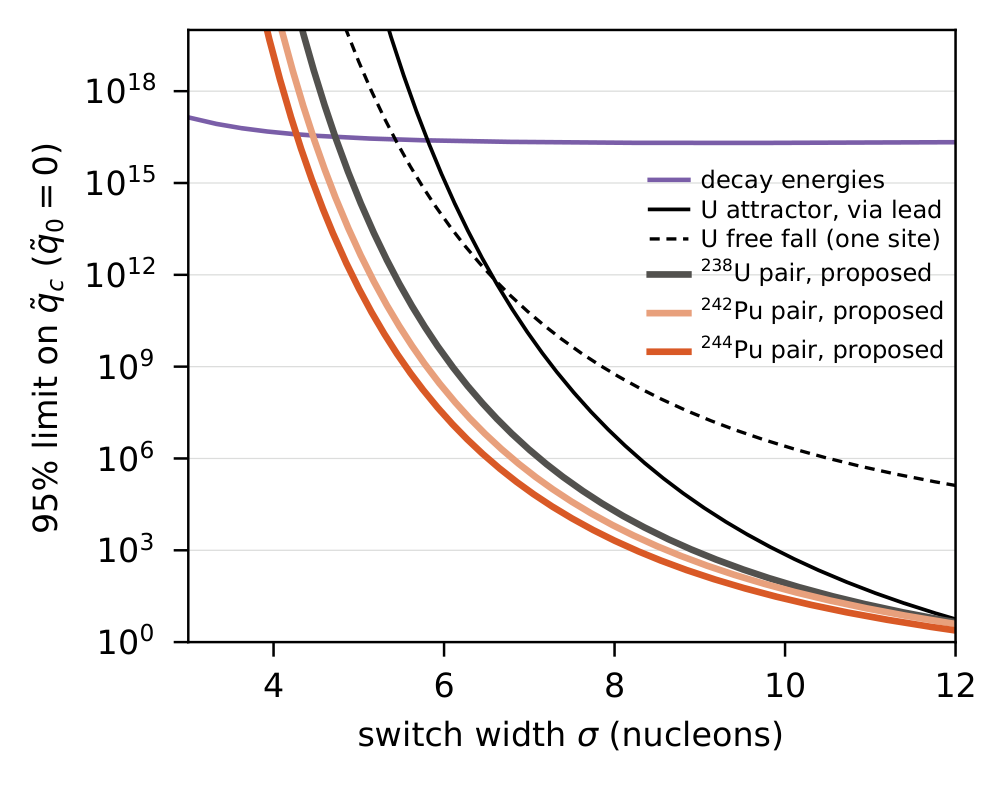 95% limit on q̃_c (q̃_0 = 0)
10^18
10^15
10^12
10^9
10^6
10^3
10^0
decay energies
U attractor, via lead
U free fall (one site)
^238U pair, proposed
^242Pu pair, proposed
^244Pu pair, proposed
4 6 8 10 12
switch width σ (nucleons)